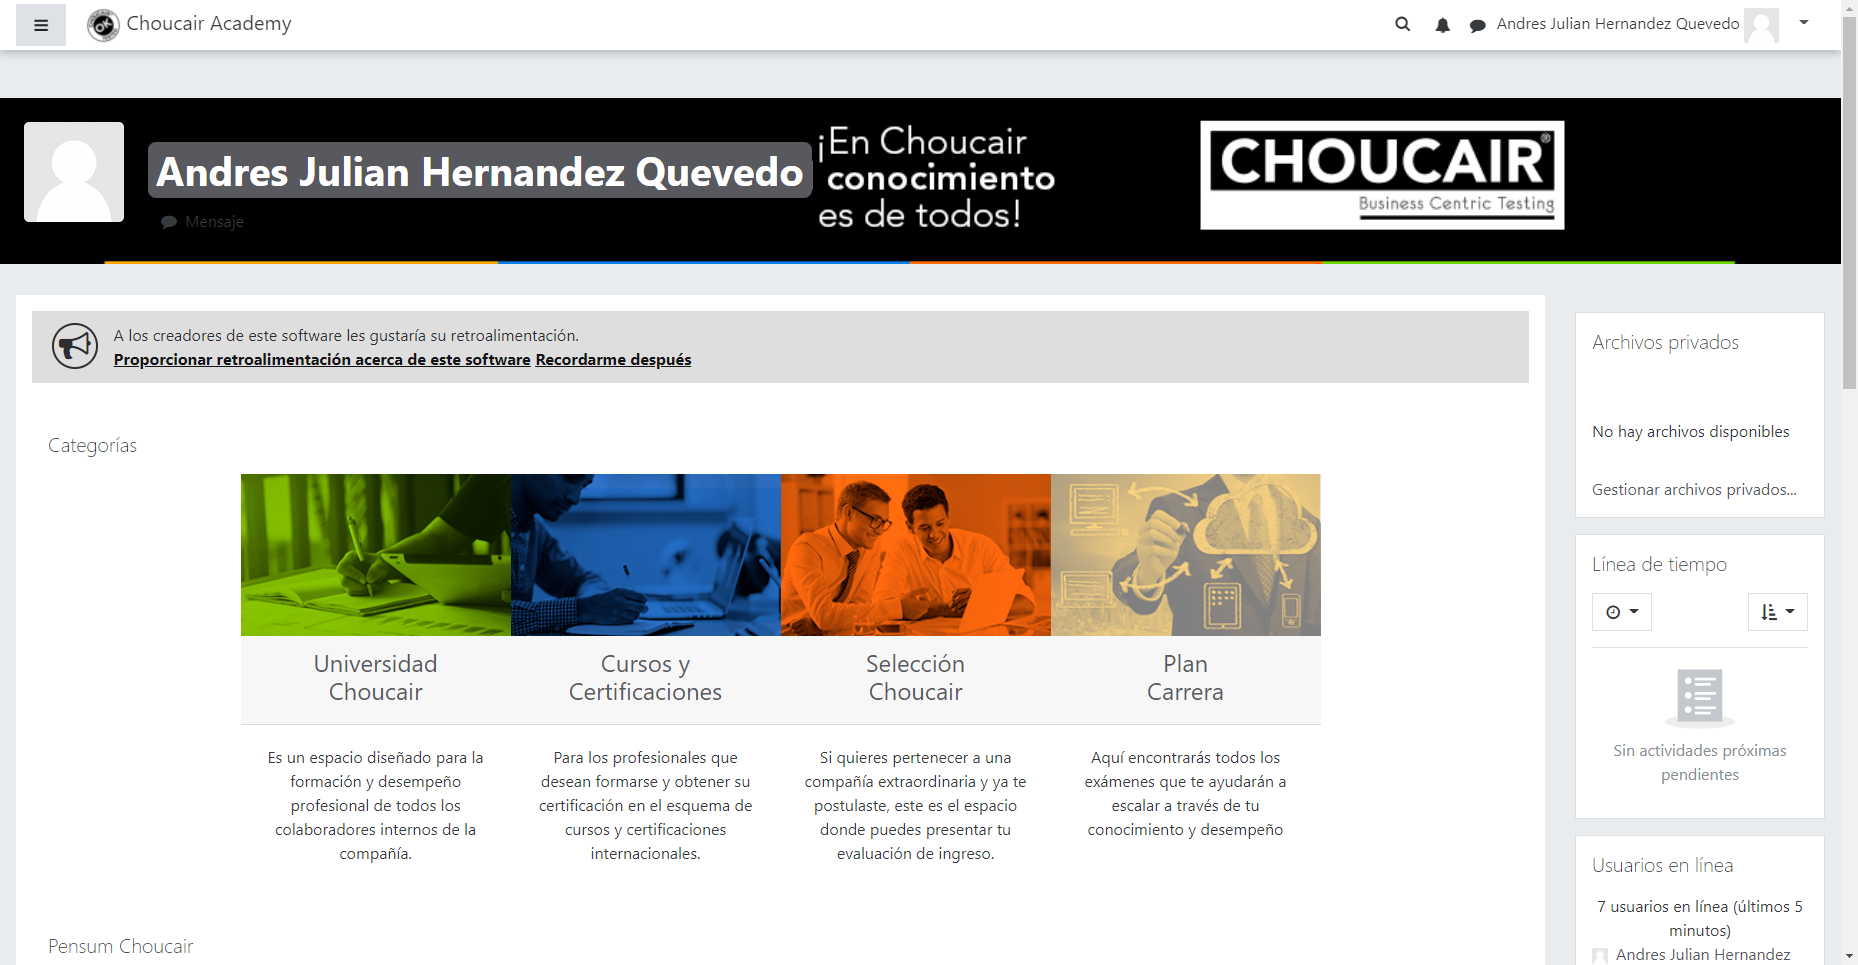 Choucair Academy
Andres Julian Hernandez Quevedo
Andres Julian Hernandez Quevedo
Mensaje
¡En Choucair
conocimiento
es de todos!
CHOUCAIR®
Business Centric Testing
A los creadores de este software les gustaría su retroalimentación.
Proporcionar retroalimentación acerca de este software Recordarme después
Categorías
Universidad
Choucair
Es un espacio diseñado para la
formación y desempeño
profesional de todos los
colaboradores internos de la
compañía.
Cursos y
Certificaciones
Para los profesionales que
desean formarse y obtener su
certificación en el esquema de
cursos y certificaciones
internacionales.
Selección
Choucair
Si quieres pertenecer a una
compañía extraordinaria y ya te
postulaste, este es el espacio
donde puedes presentar tu
evaluación de ingreso.
Plan
Carrera
Aquí encontrarás todos los
exámenes que te ayudarán a
escalar a través de tu
conocimiento y desempeño
Pensum Choucair
Archivos privados
No hay archivos disponibles
Gestionar archivos privados...
Línea de tiempo
Sin actividades próximas
pendientes
Usuarios en línea
7 usuarios en línea (últimos 5
minutos)
Andres Julian Hernandez